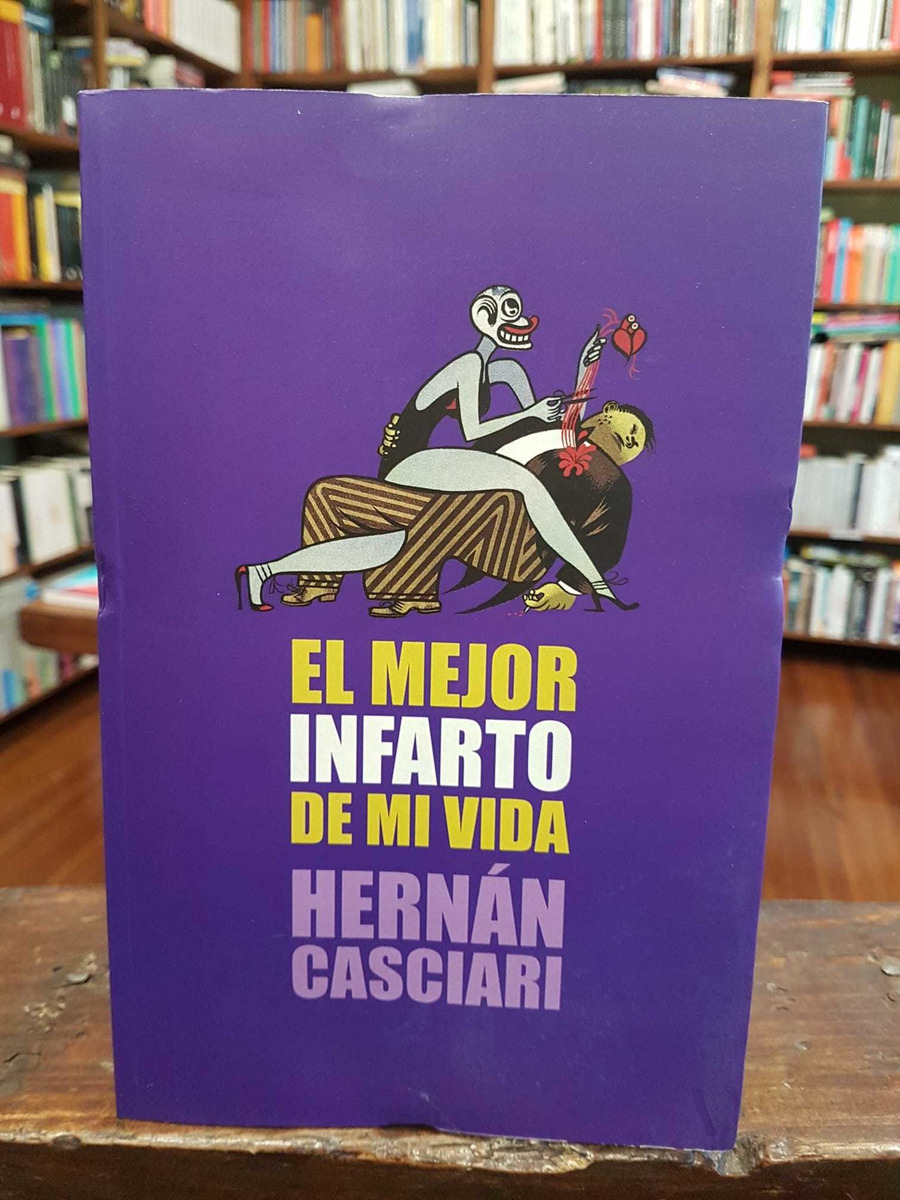 EL MEJOR
INFARTO
DE MI VIDA
HERNÁN
CASCIARI